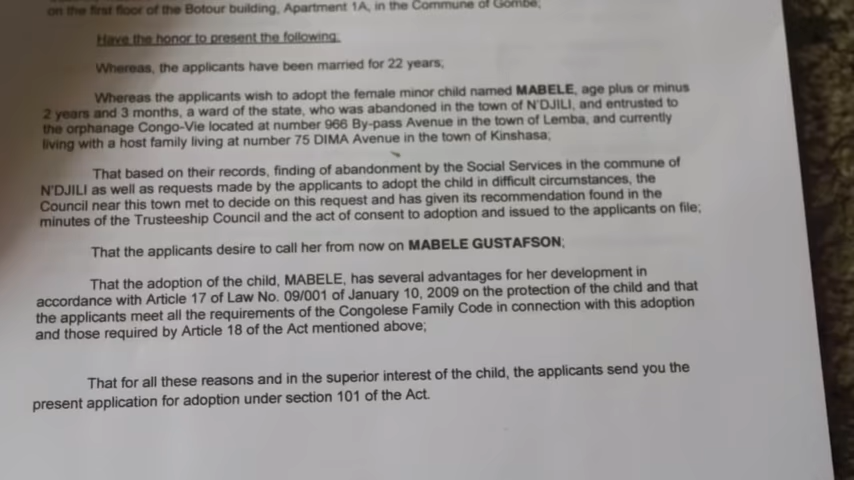 on the first floor of the Botour building, Apartment 1A, in the Commune of Gombe;
Have the honor to present the following:
Whereas, the applicants have been married for 22 years;
Whereas the applicants wish to adopt the female minor child named MABELE, age plus or minus
2 years and 3 months, a ward of the state, who was abandoned in the town of N'DJILI, and entrusted to
the orphanage Congo-Vie located at number 966 By-pass Avenue in the town of Lemba, and currently
living with a host family living at number 75 DIMA Avenue in the town of Kinshasa;
That based on their records, finding of abandonment by the Social Services in the commune of
N'DJILI as well as requests made by the applicants to adopt the child in difficult circumstances, the
Council near this town met to decide on this request and has given its recommendation found in the
minutes of the Trusteeship Council and the act of consent to adoption and issued to the applicants on file;
That the applicants desire to call her from now on MABELE GUSTAFSON;
That the adoption of the child, MABELE, has several advantages for her development in
accordance with Article 17 of Law No. 09/001 of January 10, 2009 on the protection of the child and that
the applicants meet all the requirements of the Congolese Family Code in connection with this adoption
and those required by Article 18 of the Act mentioned above;
That for all these reasons and in the superior interest of the child, the applicants send you the
present application for adoption under section 101 of the Act.